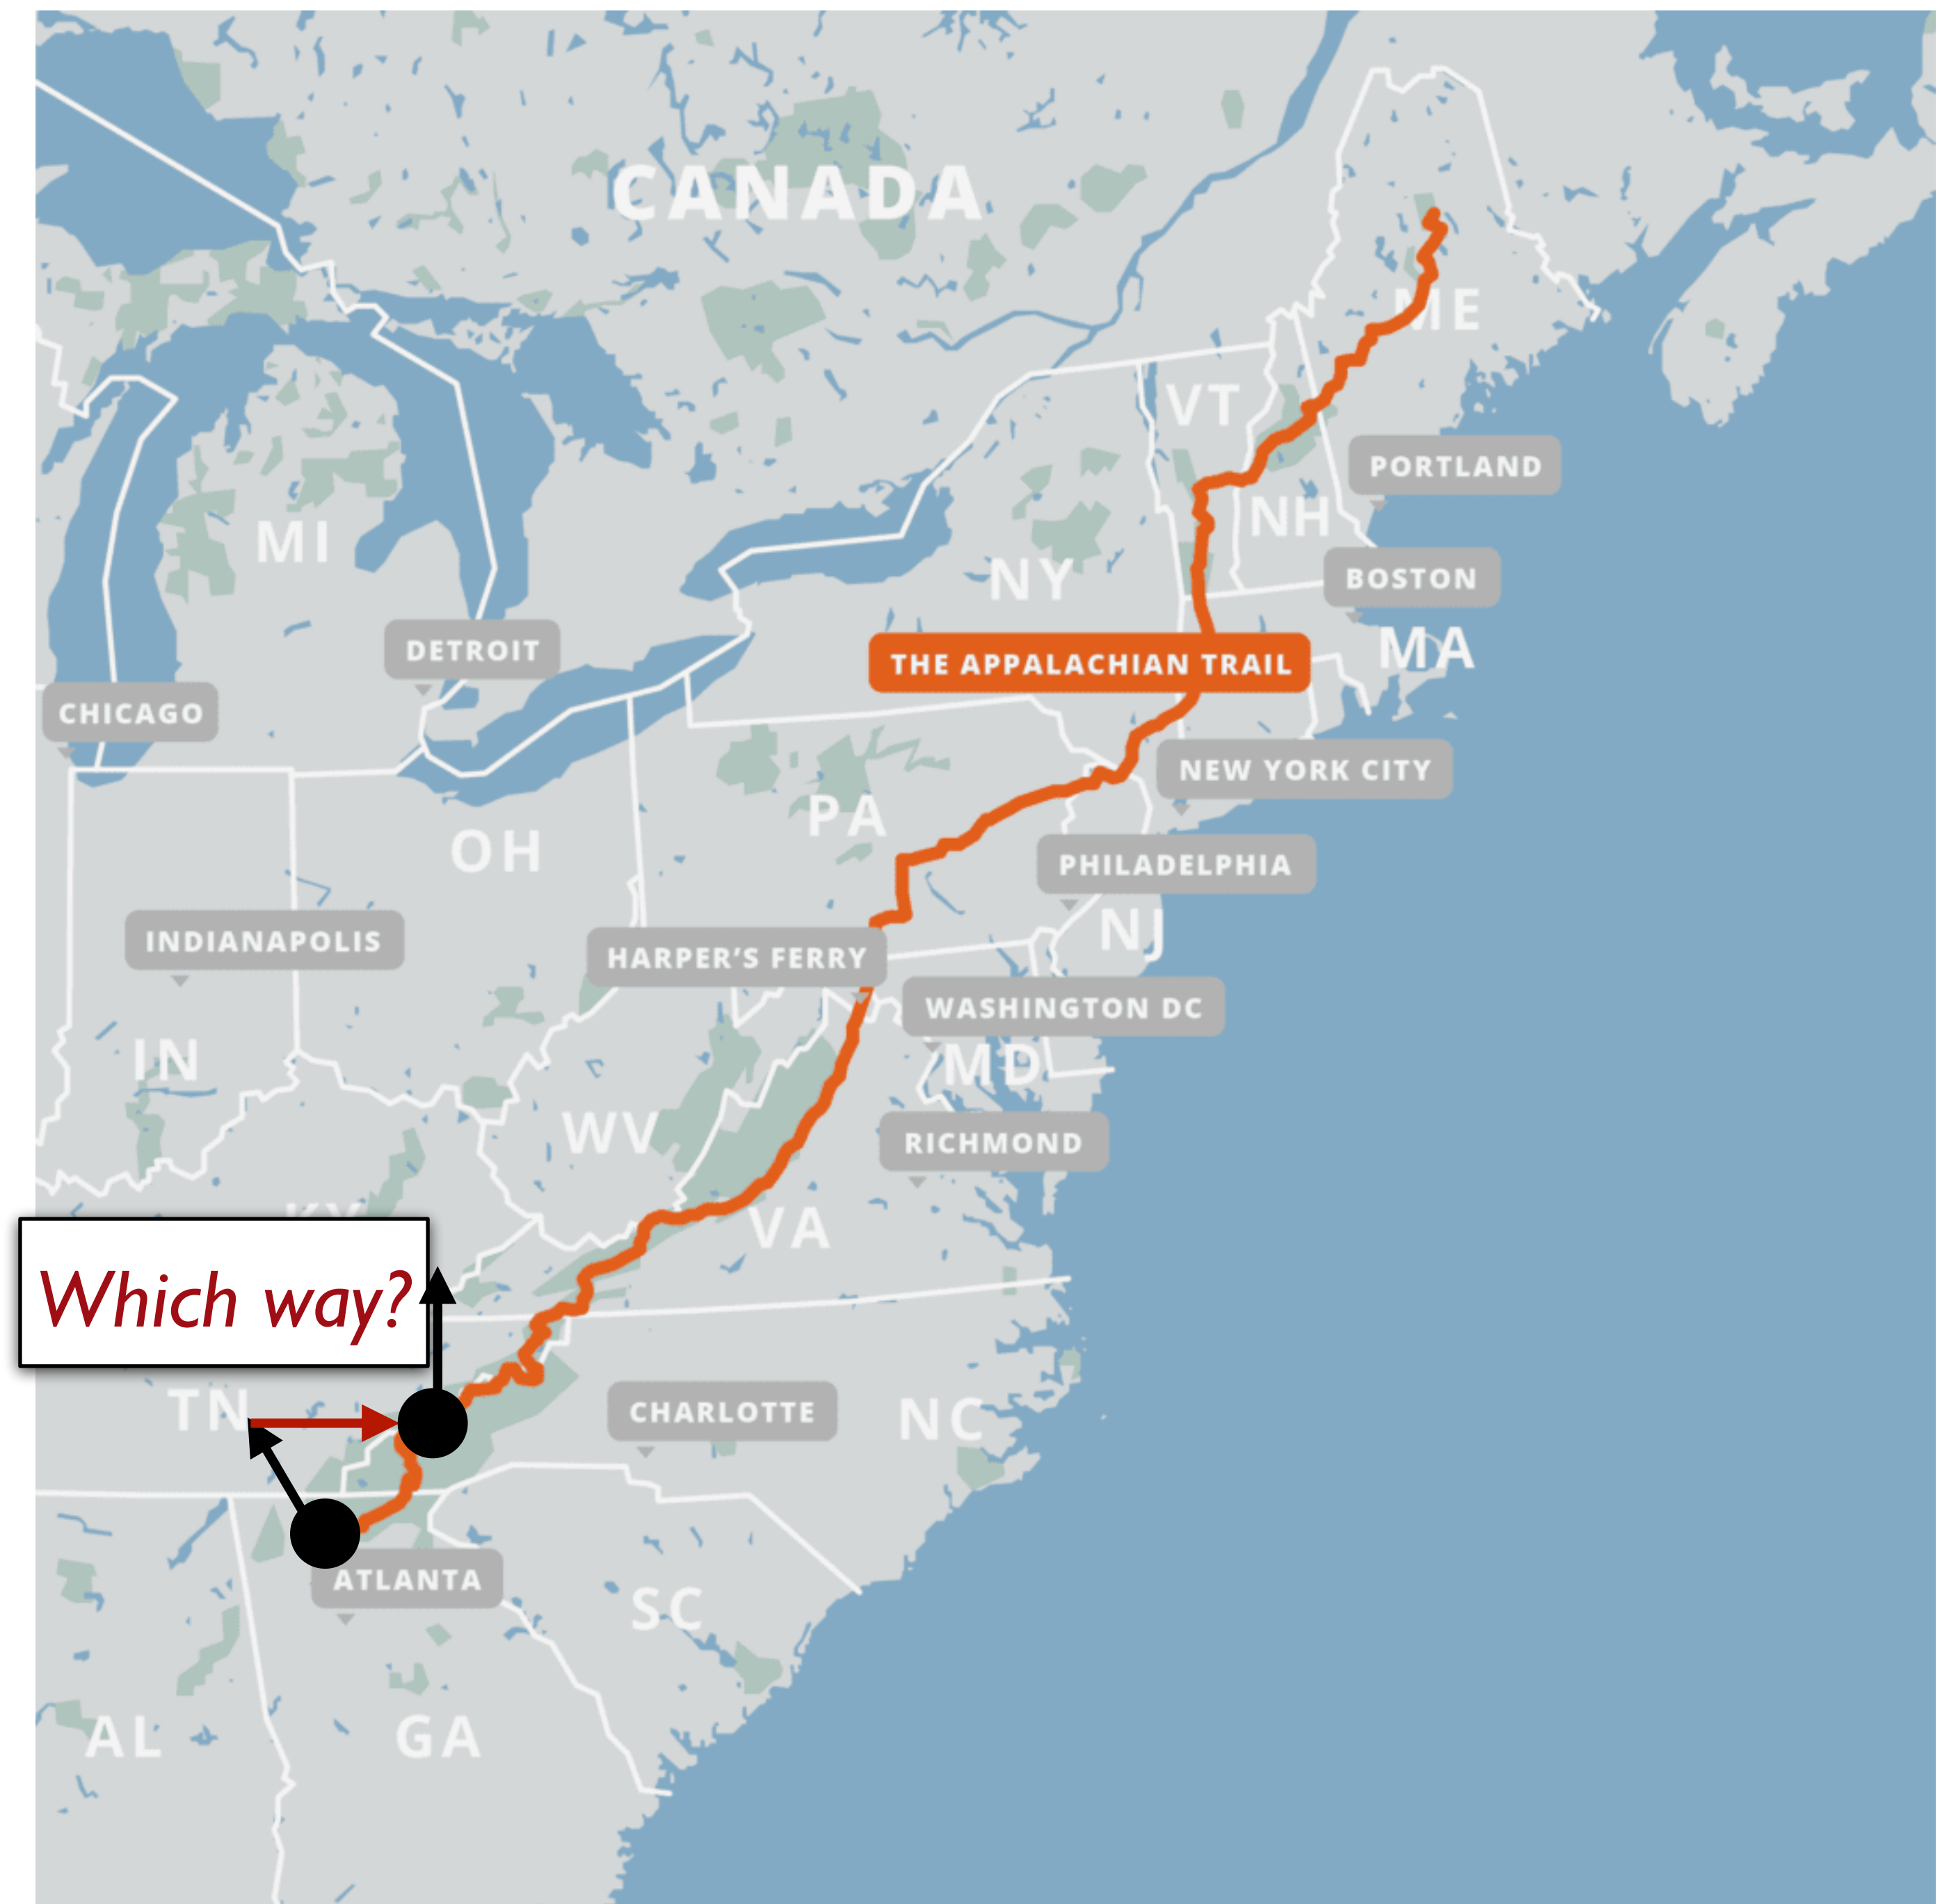 CANADA
ME
VT
PORTLAND
NH
MI
BOSTON
NY
MA
DETROIT
THE APPALACHIAN TRAIL
CHICAGO
NEW YORK CITY
PA
OH
PHILADELPHIA
NJ
INDIANAPOLIS
HARPER'S FERRY
WASHINGTON DC
IN
MD
WV
RICHMOND
KY
VA
Which way?
TN
CHARLOTTE
NC
ATLANTA
SC
AL
GA